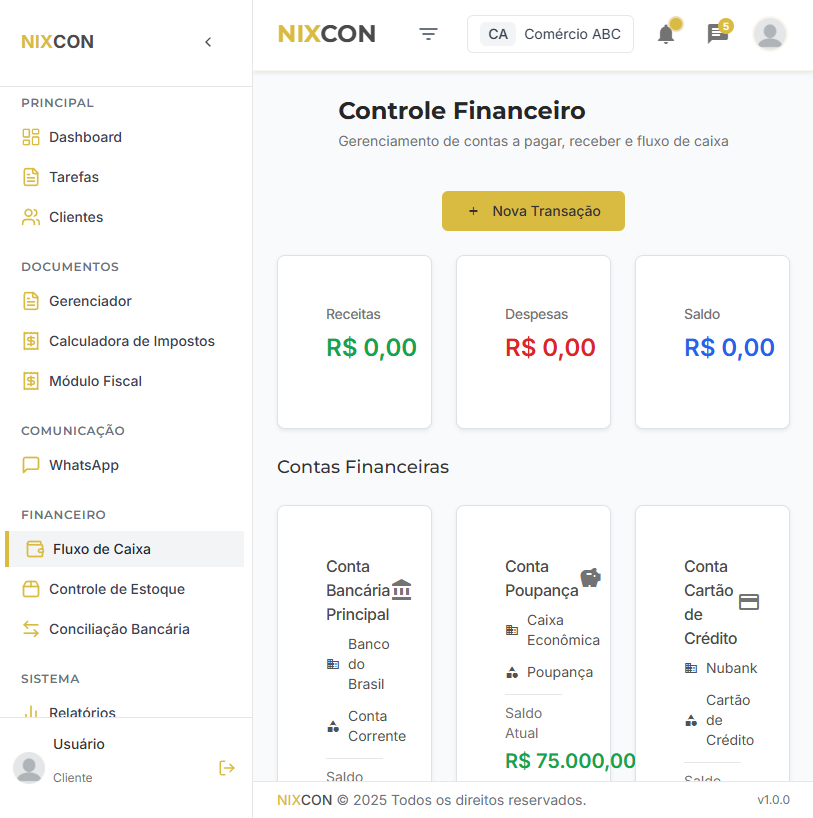 NIXCON
PRINCIPAL
Dashboard
Tarefas
Clientes
DOCUMENTOS
Gerenciador
Calculadora de Impostos
Módulo Fiscal
COMUNICAÇÃO
WhatsApp
FINANCEIRO
Fluxo de Caixa
Controle de Estoque
Conciliação Bancária
SISTEMA
Relatórios
Usuário
Cliente
NIXCON
CA Comércio ABC
5
Controle Financeiro
Gerenciamento de contas a pagar, receber e fluxo de caixa
+ Nova Transação
Receitas
R$ 0,00
Despesas
R$ 0,00
Saldo
R$ 0,00
Contas Financeiras
Conta
Bancária
Principal
Banco
do
Brasil
Conta
Corrente
Saldo
Conta
Poupança
Caixa
Econômica
Poupança
Saldo
Atual
R$ 75.000,00
Conta
Cartão
de
Crédito
Nubank
Cartão
de
Crédito
Saldo
NIXCON © 2025 Todos os direitos reservados.
v1.0.0